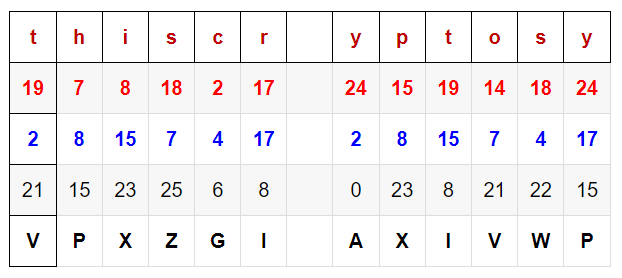 t h i s c r y p t o s y
19 7 8 18 2 17 24 15 19 14 18 24
2 8 15 7 4 17 2 8 15 7 4 17
21 15 23 25 6 8 0 23 8 21 22 15
V P X Z G I A X I V W P